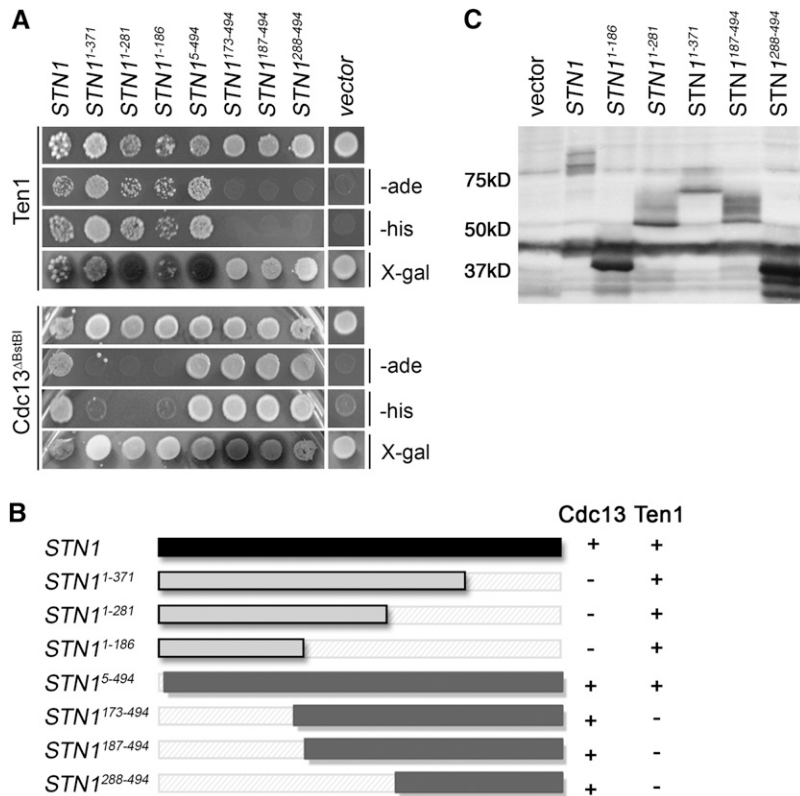 A
STN1
STN1 1-371
STN1 1-281
STN1 1-186
STN1 5-494
STN1 173-494
STN1 187-494
STN1 288-494
vector
Ten1
-ade
-his
X-gal
Cdc13ΔBstBI
-ade
-his
X-gal
C
vector
STN1
STN1 1-186
STN1 1-281
STN1 1-371
STN1 187-494
STN1 288-494
75kD
50kD
37kD
B
Cdc13 Ten1
STN1 + +
STN1 1-371 - +
STN1 1-281 - +
STN1 1-186 - +
STN1 5-494 + +
STN1 173-494 + -
STN1 187-494 + -
STN1 288-494 + -